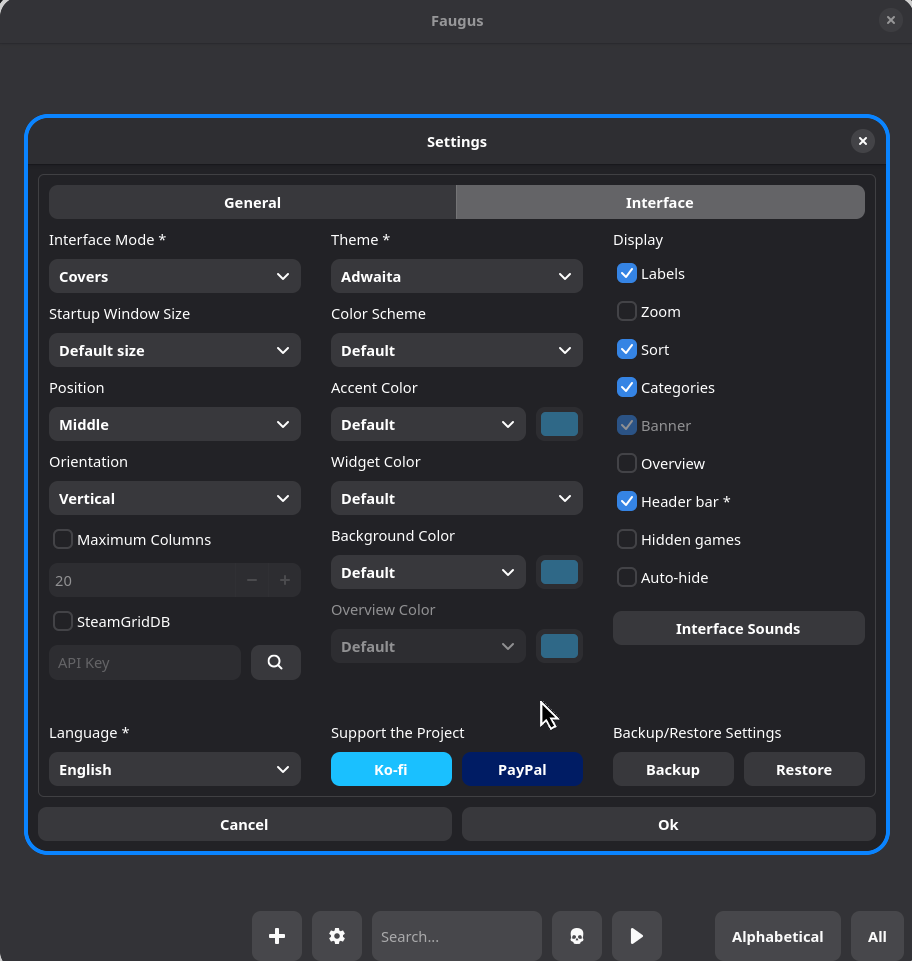 Faugus
Settings
General
Interface
Interface Mode *
Covers
Startup Window Size
Default size
Position
Middle
Orientation
Vertical
Maximum Columns
20
SteamGridDB
API Key
Language *
English
Theme *
Adwaita
Color Scheme
Default
Accent Color
Default
Widget Color
Default
Background Color
Default
Overview Color
Default
Support the Project
Ko-fi
PayPal
Display
Labels
Zoom
Sort
Categories
Banner
Overview
Header bar *
Hidden games
Auto-hide
Interface Sounds
Backup/Restore Settings
Backup
Restore
Cancel
Ok
Search...
Alphabetical
All